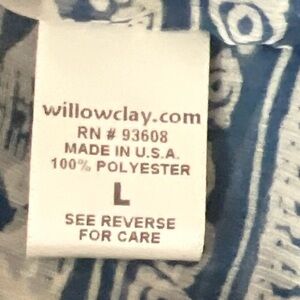 willowclay.com
RN # 93608
MADE IN U.S.A.
100% POLYESTER
L
SEE REVERSE
FOR CARE